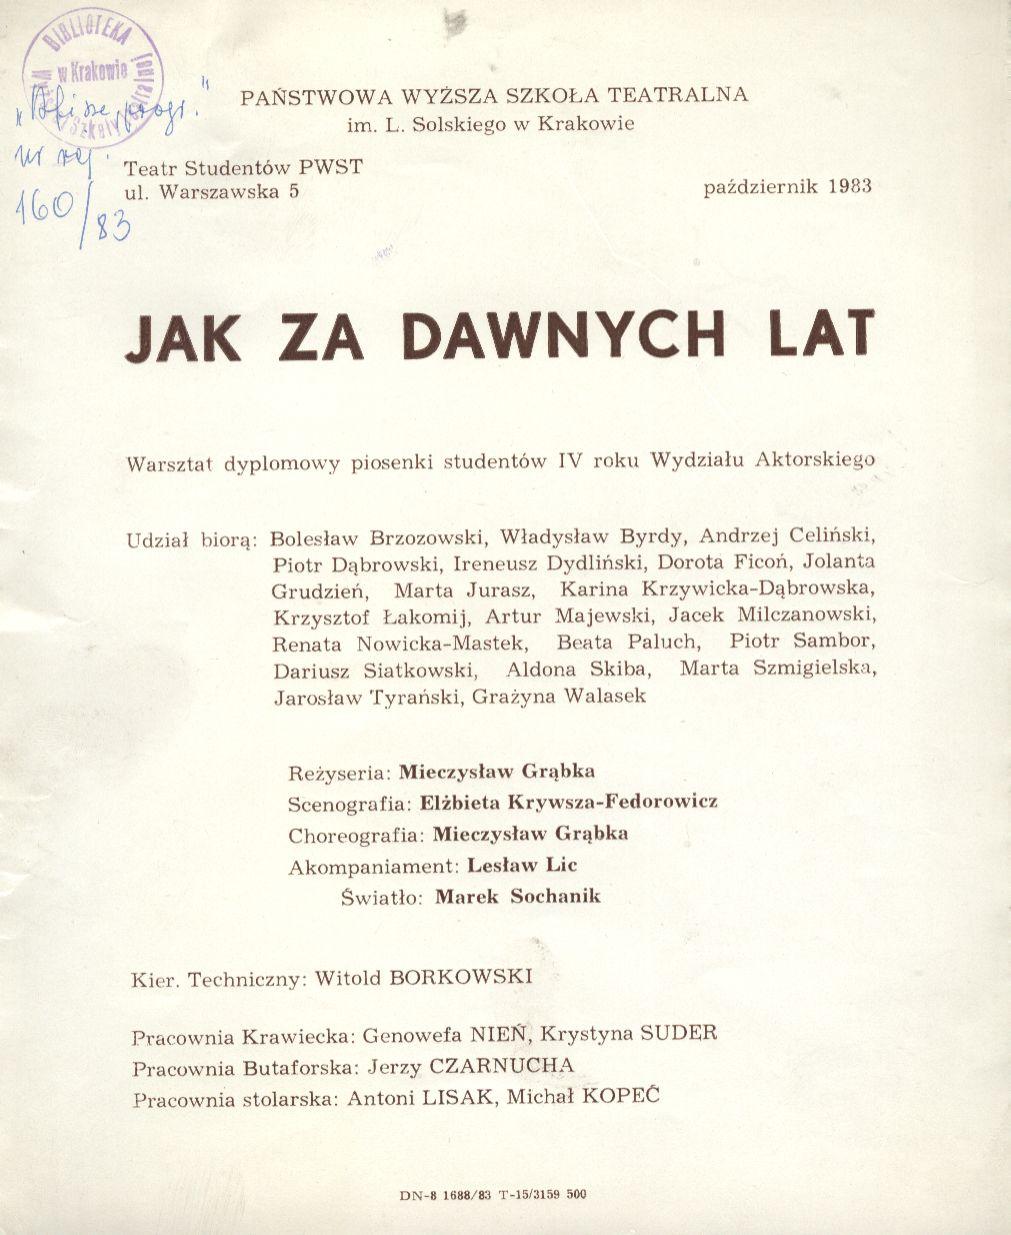 BIBLIOTEKA
w Krakowie
PAŃSTWOWA WYŻSZA SZKOŁA TEATRALNA
im. L. Solskiego w Krakowie
nr rej.
160/83
Teatr Studentów PWST
ul. Warszawska 5
październik 1983
JAK ZA DAWNYCH LAT
Warsztat dyplomowy piosenki studentów IV roku Wydziału Aktorskiego
Udział biorą: Bolesław Brzozowski, Władysław Byrdy, Andrzej Celiński,
Piotr Dąbrowski, Ireneusz Dydliński, Dorota Ficoń, Jolanta
Grudzień, Marta Jurasz, Karina Krzywicka-Dąbrowska,
Krzysztof Łakomij, Artur Majewski, Jacek Milczanowski,
Renata Nowicka-Mastek, Beata Paluch, Piotr Sambor,
Dariusz Siatkowski, Aldona Skiba, Marta Szmigielska,
Jarosław Tyrański, Grażyna Walasek
Reżyseria: Mieczysław Grąbka
Scenografia: Elżbieta Krywsza-Fedorowicz
Choreografia: Mieczysław Grąbka
Akompaniament: Lesław Lic
Światło: Marek Sochanik
Kier. Techniczny: Witold BORKOWSKI
Pracownia Krawiecka: Genowefa NIEŃ, Krystyna SUDER
Pracownia Butaforska: Jerzy CZARNUCHA
Pracownia stolarska: Antoni LISAK, Michał KOPEĆ
DN-8 1688/83 T-15/3159 500